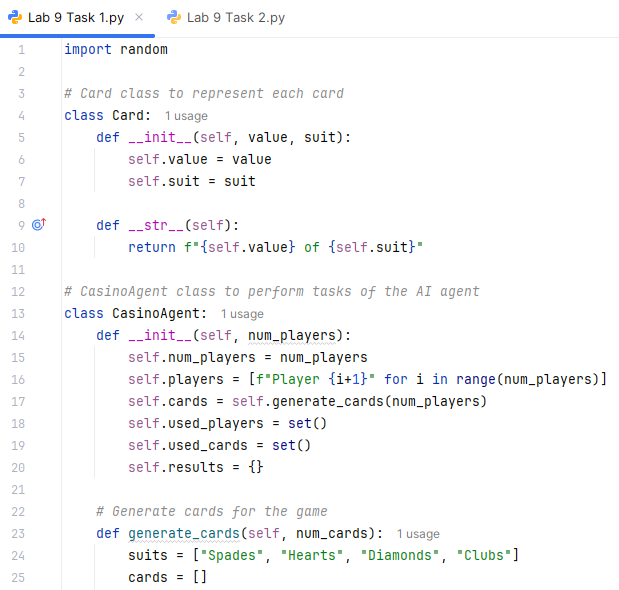 Lab 9 Task 1.py × Lab 9 Task 2.py
1 import random
2
3 # Card class to represent each card
4 class Card: 1 usage
5     def __init__(self, value, suit):
6         self.value = value
7         self.suit = suit
8
9     def __str__(self):
10         return f"{self.value} of {self.suit}"
11
12 # CasinoAgent class to perform tasks of the AI agent
13 class CasinoAgent: 1 usage
14     def __init__(self, num_players):
15         self.num_players = num_players
16         self.players = [f"Player {i+1}" for i in range(num_players)]
17         self.cards = self.generate_cards(num_players)
18         self.used_players = set()
19         self.used_cards = set()
20         self.results = {}
21
22     # Generate cards for the game
23     def generate_cards(self, num_cards): 1 usage
24         suits = ["Spades", "Hearts", "Diamonds", "Clubs"]
25         cards = []